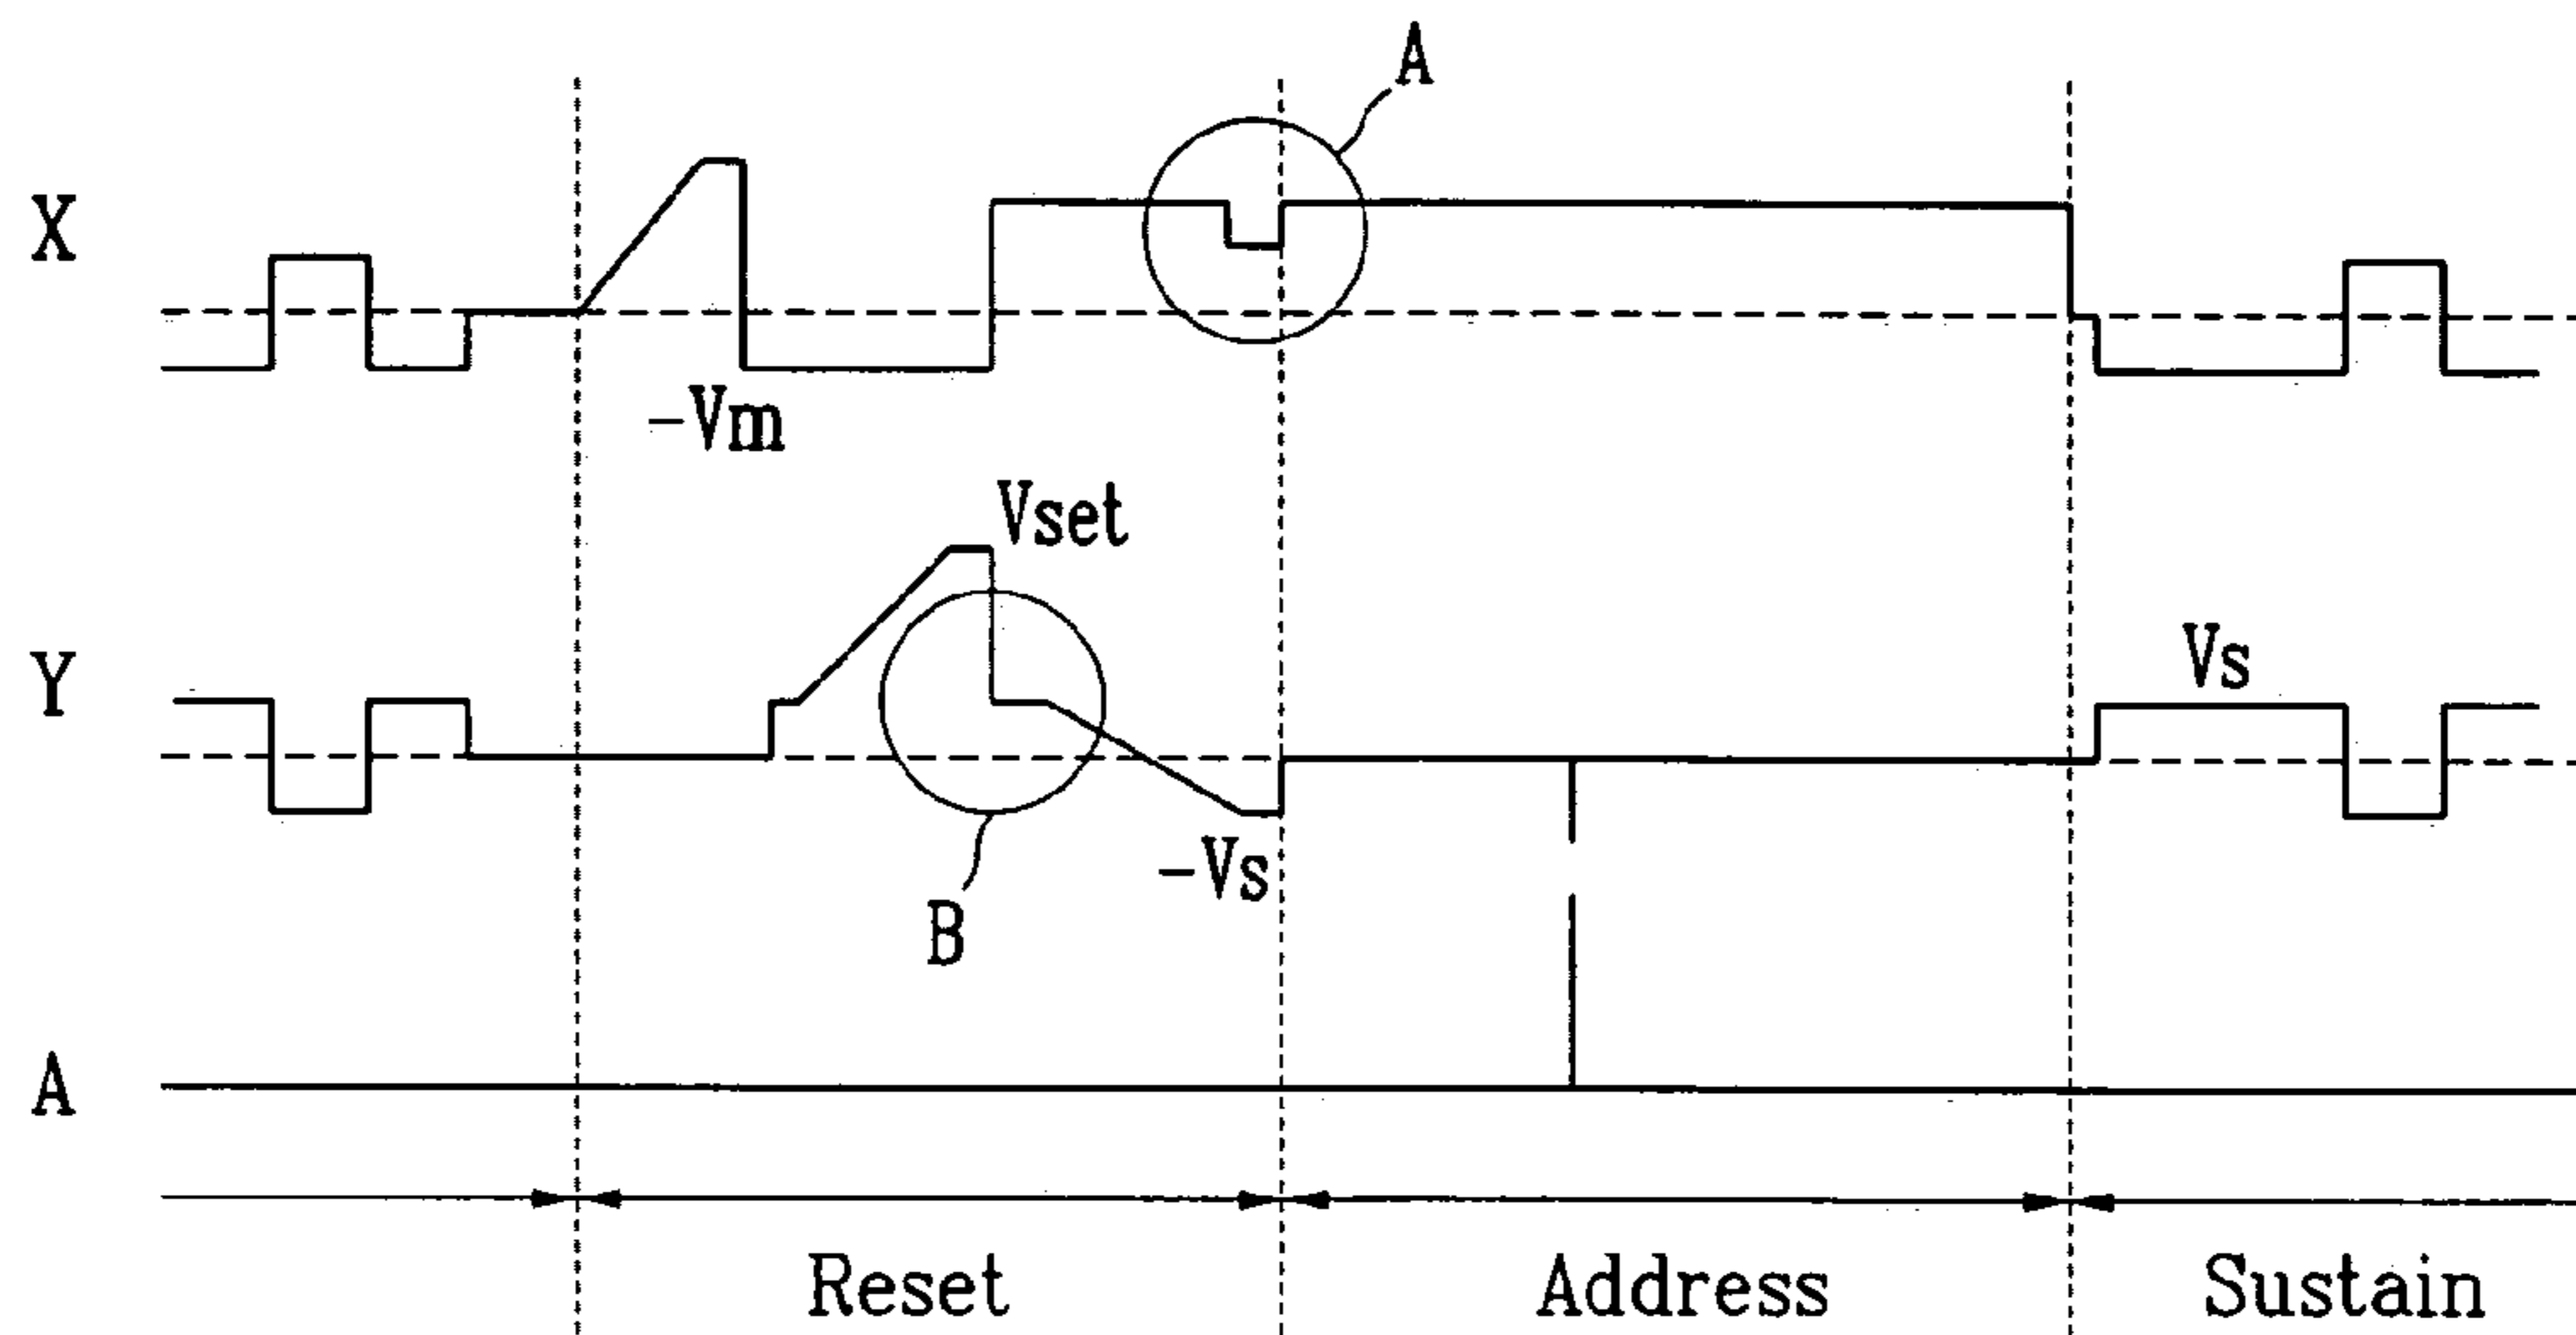 A
X
-Vm
Vset
Y
Vs
-Vs
B
A
Reset Address Sustain